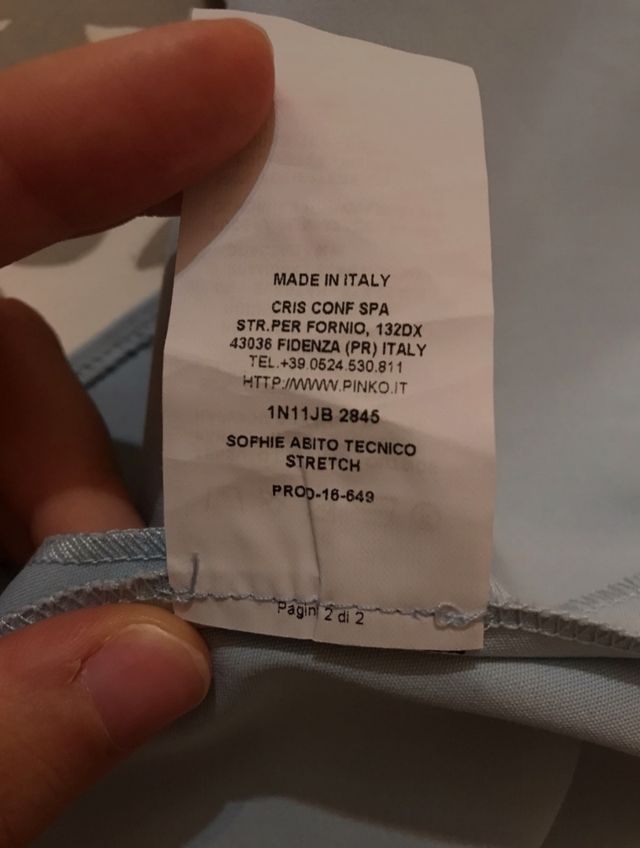 MADE IN ITALY
CRIS CONF SPA
STR.PER FORNIO, 132DX
43036 FIDENZA (PR) ITALY
TEL.+39.0524.530.811
HTTP://WWW.PINKO.IT
1N11JB 2845
SOPHIE ABITO TECNICO
STRETCH
PROD-16-649
Pagin 2 di 2